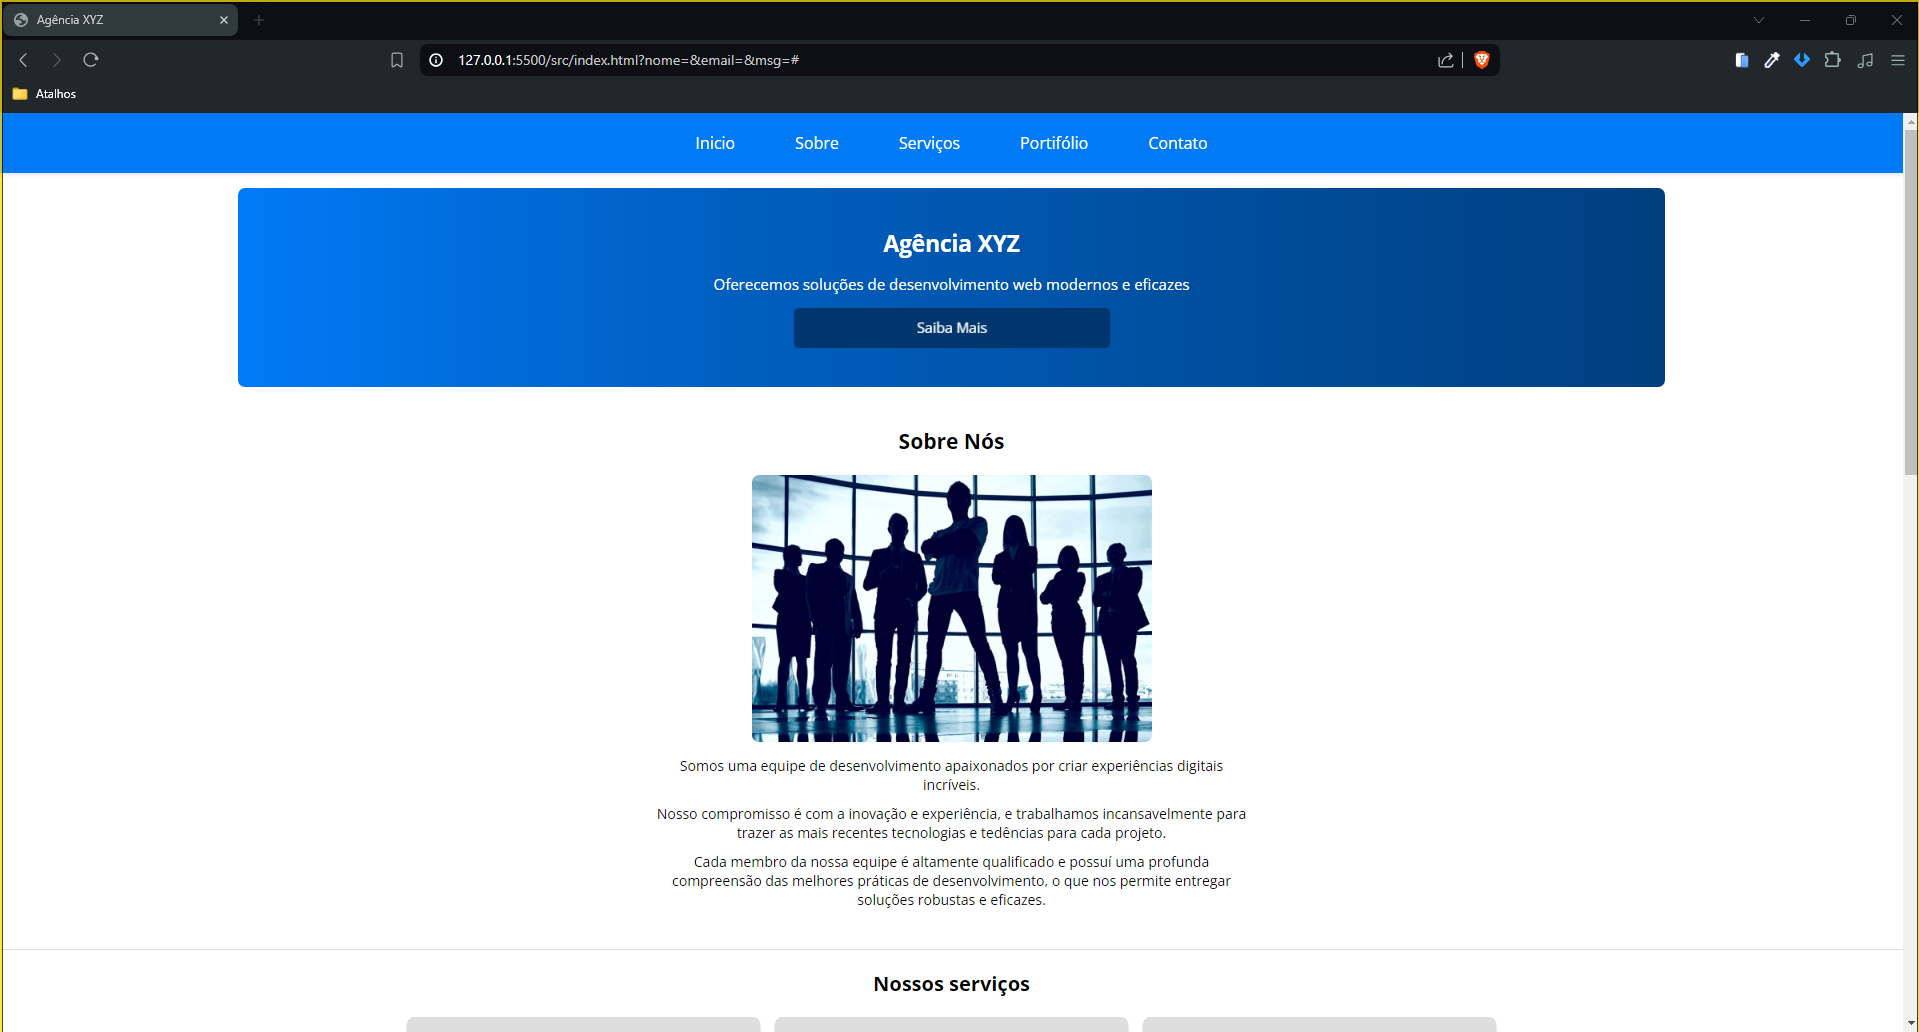 Agência XYZ
127.0.0.1:5500/src/index.html?nome=&email=&msg=#
Atalhos
Inicio Sobre Serviços Portifólio Contato
Agência XYZ
Oferecemos soluções de desenvolvimento web modernos e eficazes
Saiba Mais
Sobre Nós
Somos uma equipe de desenvolvimento apaixonados por criar experiências digitais
incríveis.
Nosso compromisso é com a inovação e experiência, e trabalhamos incansavelmente para
trazer as mais recentes tecnologias e tedências para cada projeto.
Cada membro da nossa equipe é altamente qualificado e possuí uma profunda
compreensão das melhores práticas de desenvolvimento, o que nos permite entregar
soluções robustas e eficazes.
Nossos serviços